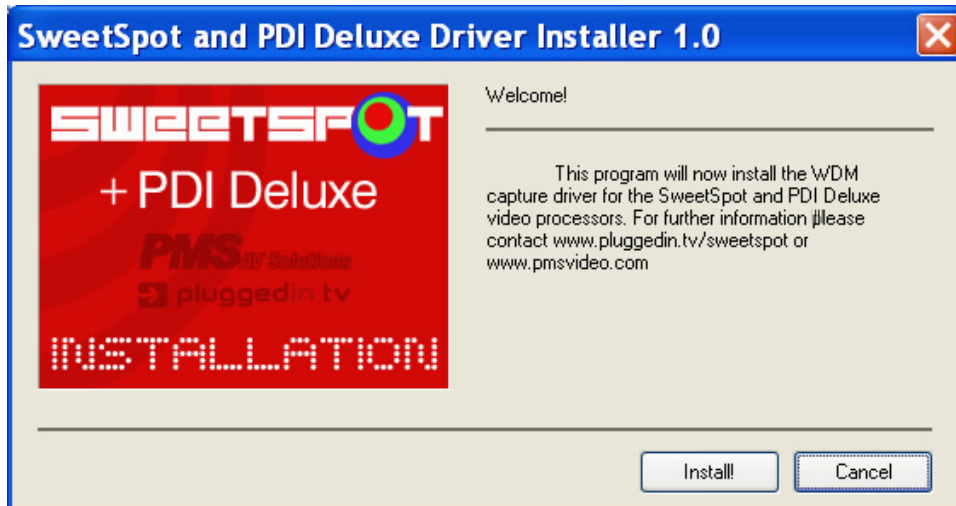 SweetSpot and PDI Deluxe Driver Installer 1.0
SWEETSPOT
+ PDI Deluxe
PMS AV Solutions
pluggedin tv
INSTALLATION
Welcome!
This program will now install the WDM
capture driver for the SweetSpot and PDI Deluxe
video processors. For further information please
contact www.pluggedin.tv/sweetspot or
www.pmsvideo.com
Install!
Cancel